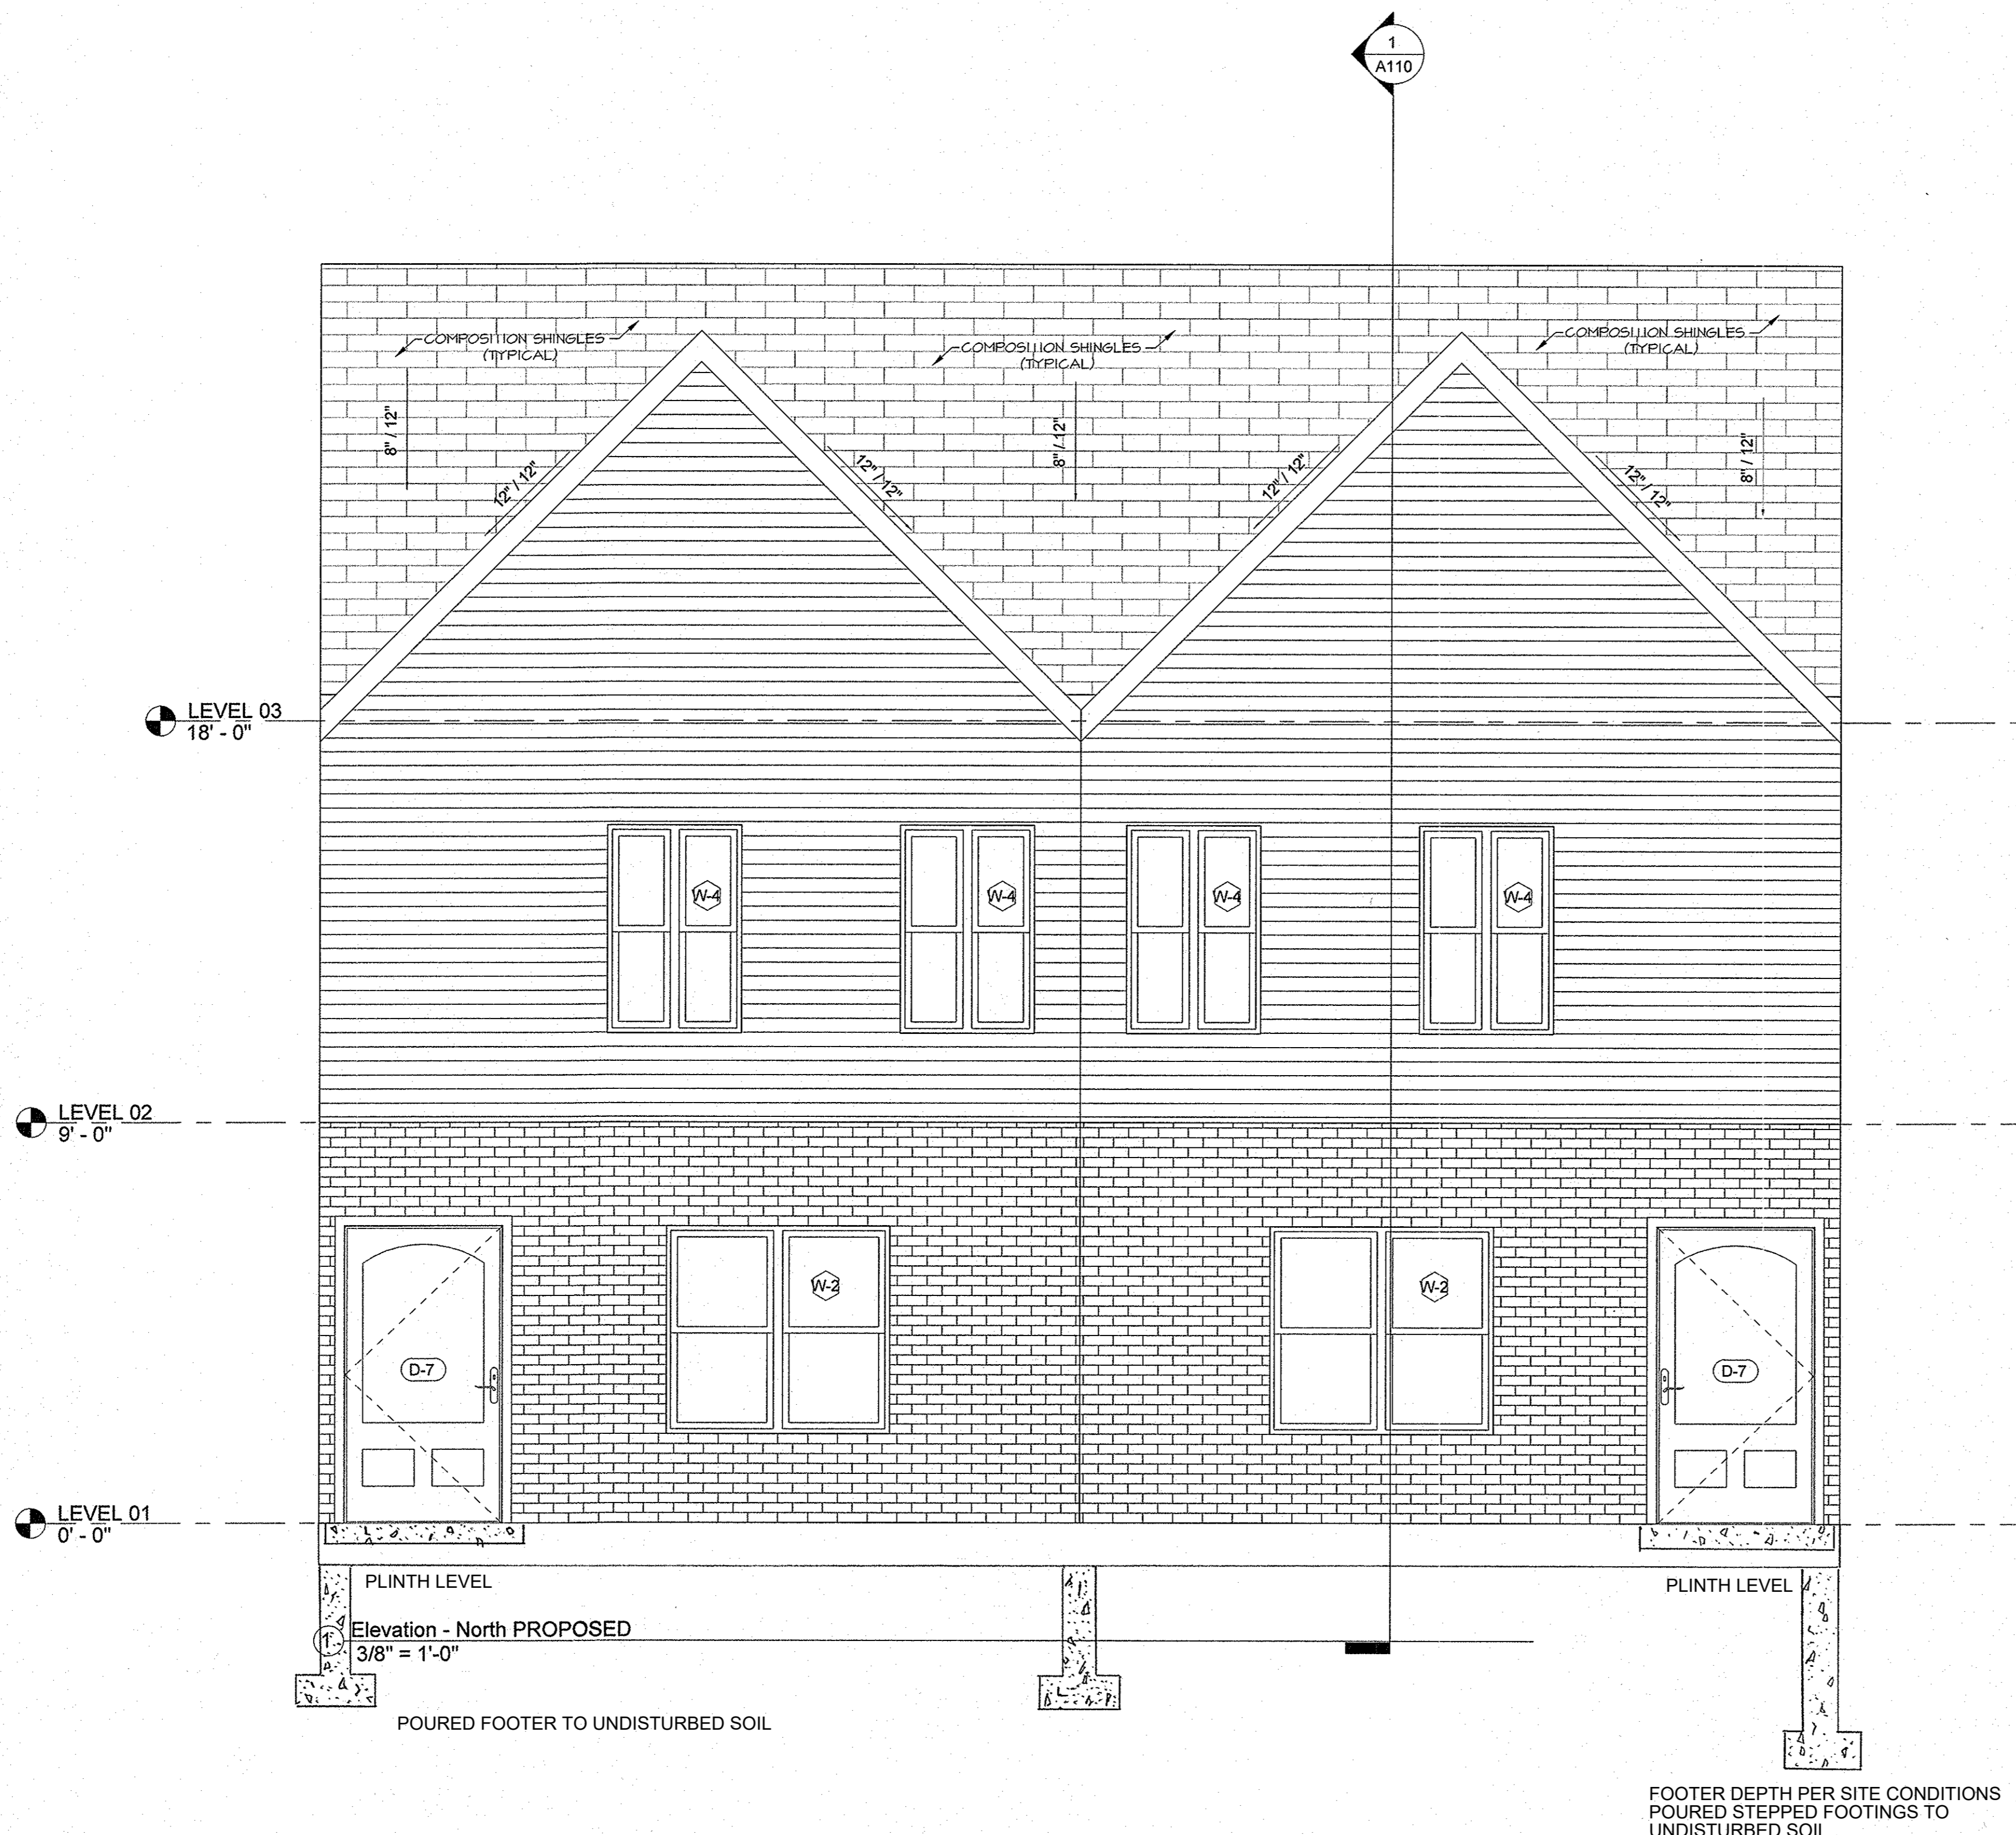 1
A110
COMPOSITION SHINGLES
(TYPICAL)
COMPOSITION SHINGLES
(TYPICAL)
COMPOSITION SHINGLES
(TYPICAL)
8" / 12"
12" / 12"
12" / 12"
8" / 12"
12" / 12"
12" / 12"
8" / 12"
LEVEL 03
18' - 0"
W-4
W-4
W-4
W-4
LEVEL 02
9' - 0"
W-2
W-2
D-7
D-7
LEVEL 01
0' - 0"
PLINTH LEVEL
PLINTH LEVEL
1
Elevation - North PROPOSED
3/8" = 1'-0"
POURED FOOTER TO UNDISTURBED SOIL
FOOTER DEPTH PER SITE CONDITIONS
POURED STEPPED FOOTINGS TO
UNDISTURBED SOIL